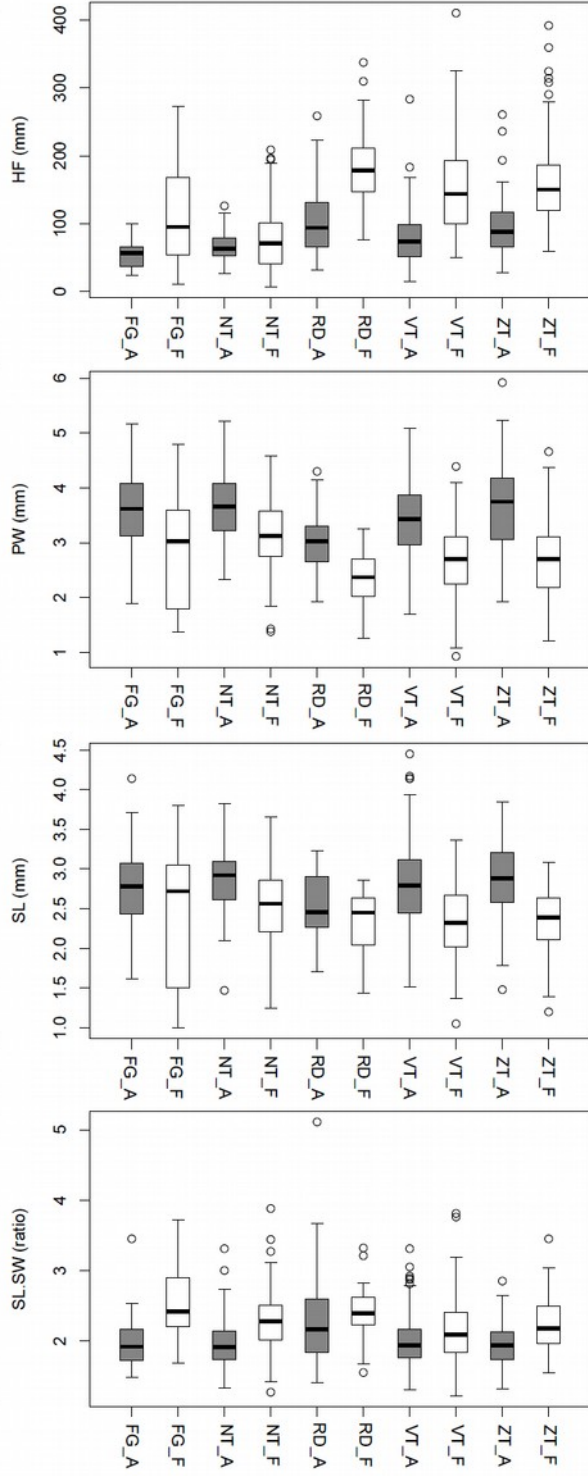 HF (mm)
400
300
200
100
0
FG_A FG_F NT_A NT_F RD_A RD_F VT_A VT_F ZT_A ZT_F
PW (mm)
6
5
4
3
2
1
FG_A FG_F NT_A NT_F RD_A RD_F VT_A VT_F ZT_A ZT_F
SL (mm)
4.5
4.0
3.5
3.0
2.5
2.0
1.5
1.0
FG_A FG_F NT_A NT_F RD_A RD_F VT_A VT_F ZT_A ZT_F
SL.SW (ratio)
5
4
3
2
FG_A FG_F NT_A NT_F RD_A RD_F VT_A VT_F ZT_A ZT_F